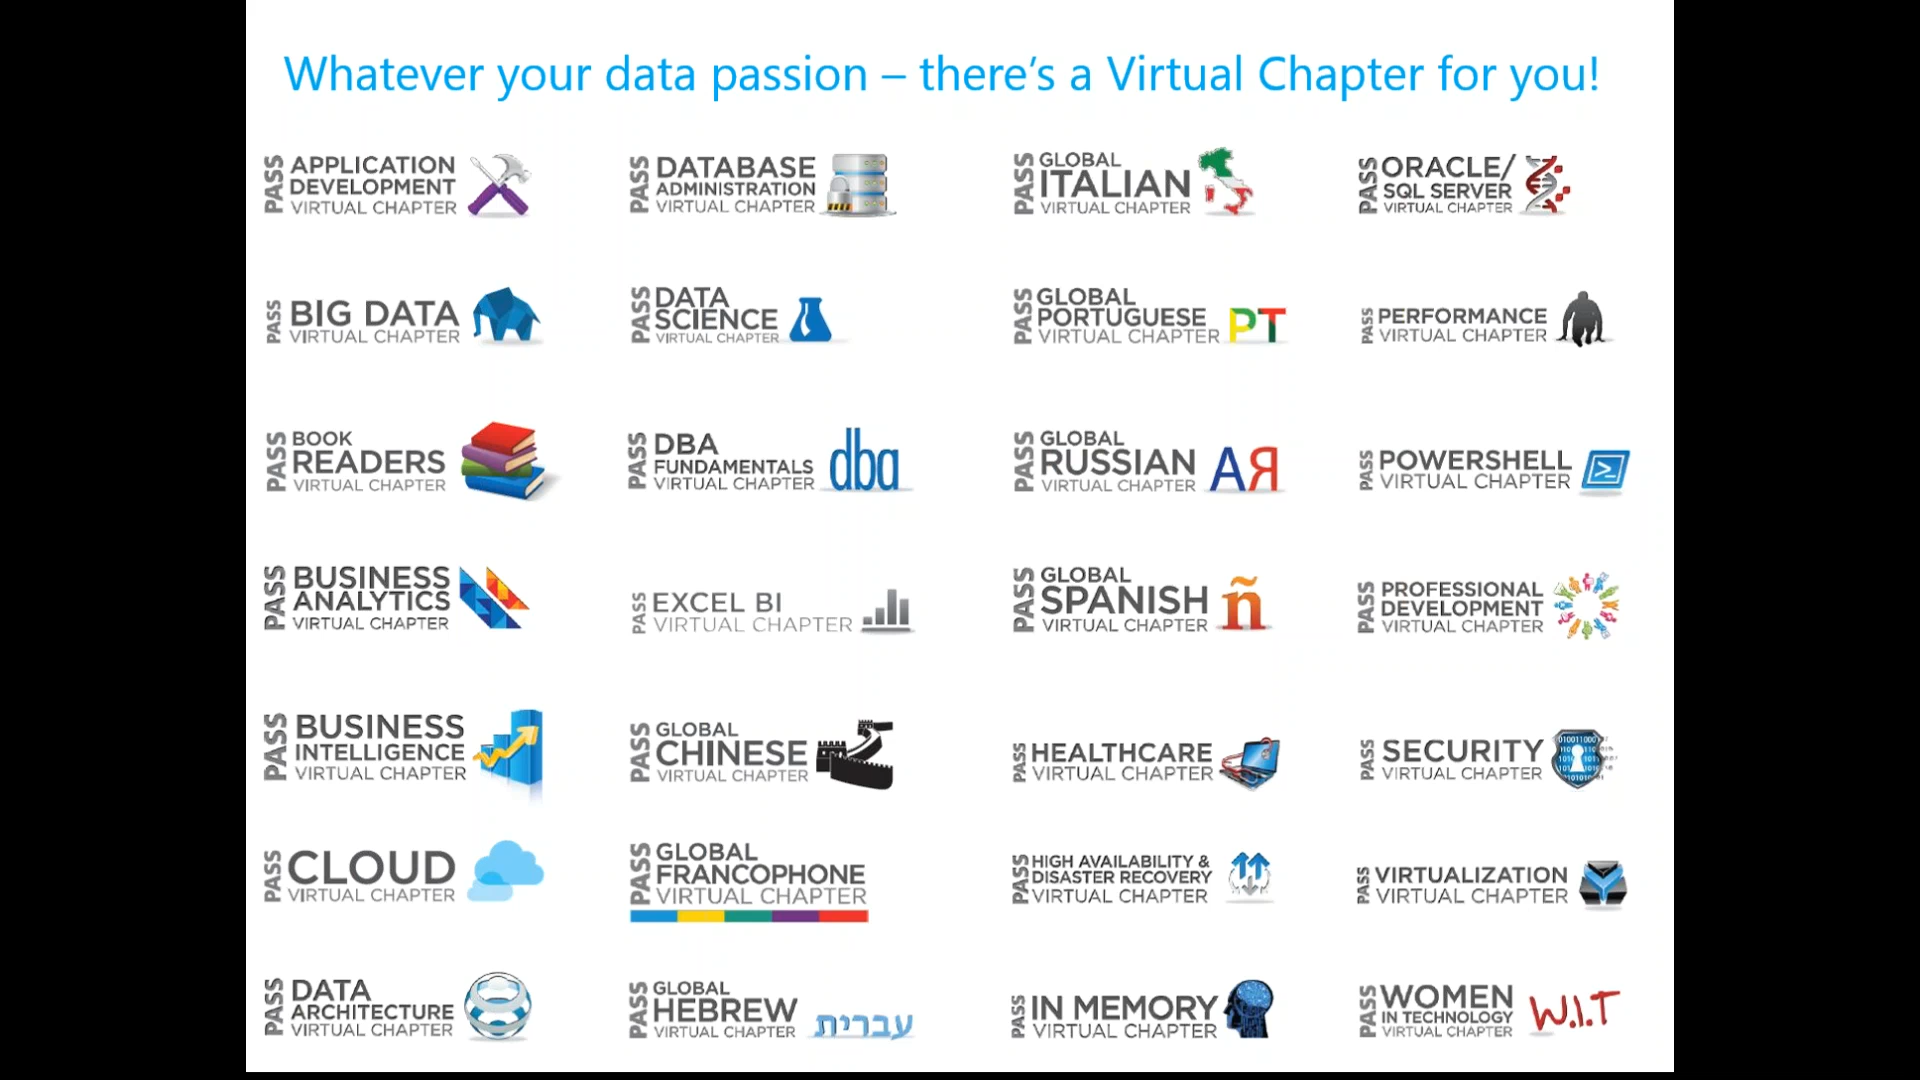 Whatever your data passion – there's a Virtual Chapter for you!
PASS
APPLICATION
DEVELOPMENT
VIRTUAL CHAPTER
PASS
DATABASE
ADMINISTRATION
VIRTUAL CHAPTER
PASS
GLOBAL
ITALIAN
VIRTUAL CHAPTER
PASS
ORACLE/
SQL SERVER
VIRTUAL CHAPTER
PASS
BIG DATA
VIRTUAL CHAPTER
PASS
DATA
SCIENCE
VIRTUAL CHAPTER
PASS
GLOBAL
PORTUGUESE
VIRTUAL CHAPTER
PT
PASS
PERFORMANCE
VIRTUAL CHAPTER
PASS
BOOK
READERS
VIRTUAL CHAPTER
PASS
DBA
FUNDAMENTALS
VIRTUAL CHAPTER
dba
PASS
GLOBAL
RUSSIAN
VIRTUAL CHAPTER
АЯ
PASS
POWERSHELL
VIRTUAL CHAPTER
PASS
BUSINESS
ANALYTICS
VIRTUAL CHAPTER
PASS
EXCEL BI
VIRTUAL CHAPTER
PASS
GLOBAL
SPANISH
VIRTUAL CHAPTER
ñ
PASS
PROFESSIONAL
DEVELOPMENT
VIRTUAL CHAPTER
PASS
BUSINESS
INTELLIGENCE
VIRTUAL CHAPTER
PASS
GLOBAL
CHINESE
VIRTUAL CHAPTER
PASS
HEALTHCARE
VIRTUAL CHAPTER
PASS
SECURITY
VIRTUAL CHAPTER
PASS
CLOUD
VIRTUAL CHAPTER
PASS
GLOBAL
FRANCOPHONE
VIRTUAL CHAPTER
PASS
HIGH AVAILABILITY &
DISASTER RECOVERY
VIRTUAL CHAPTER
PASS
VIRTUALIZATION
VIRTUAL CHAPTER
PASS
DATA
ARCHITECTURE
VIRTUAL CHAPTER
PASS
GLOBAL
HEBREW
VIRTUAL CHAPTER
עברית
PASS
IN MEMORY
VIRTUAL CHAPTER
PASS
WOMEN
IN TECHNOLOGY
VIRTUAL CHAPTER
W.I.T